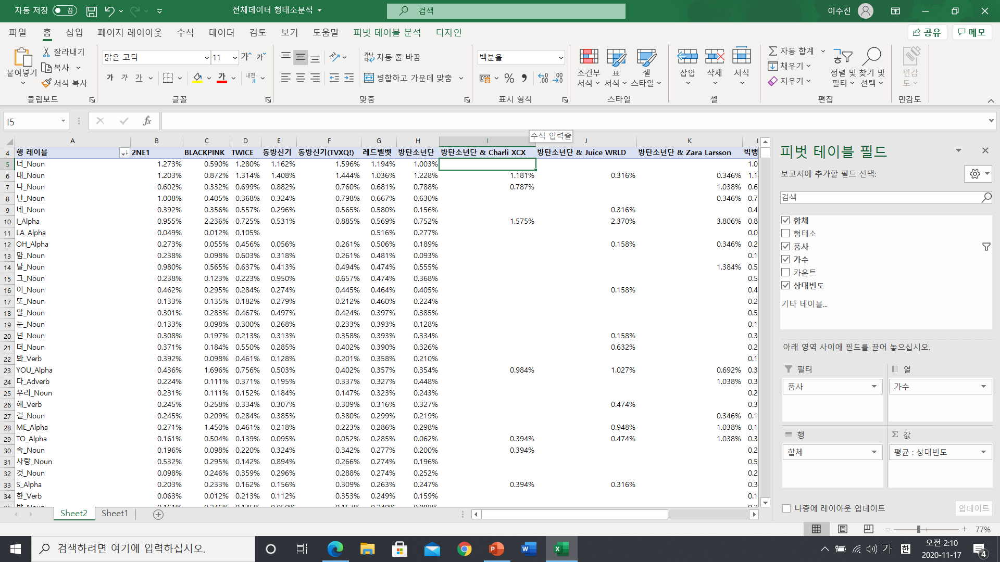 자동 저장 끔 전체데이터 형태소분석 검색 이수진
파일 홈 삽입 페이지 레이아웃 수식 데이터 검토 보기 도움말 피벗 테이블 분석 디자인 공유 메모
붙여넣기 잘라내기 복사 서식 복사 클립보드
맑은 고딕 11 가 가 가 가 가 가 내천 글꼴
가나 자동 줄 바꿈 병합하고 가운데 맞춤 맞춤
백분율 % 표시 형식
조건부 서식 표 서식 셀 스타일 스타일
삽입 삭제 서식 셀
자동 합계 채우기 지우기 정렬 및 필터 찾기 및 선택 편집
민감도 민감도
I5 fx
수식 입력줄
A B C D E F G H I J K L
4 행 레이블 2NE1 BLACKPINK TWICE 동방신기 동방신기(TVXQ!) 레드벨벳 방탄소년단 방탄소년단 & Charli XCX 방탄소년단 & Juice WRLD 방탄소년단 & Zara Larsson 빅뱅
5 너_Noun 1.273% 0.590% 1.280% 1.162% 1.596% 1.194% 1.003% 1.0
6 내_Noun 1.203% 0.872% 1.314% 1.408% 1.444% 1.036% 1.228% 1.181% 0.316% 0.346% 1.1
7 나_Noun 0.602% 0.332% 0.699% 0.882% 0.760% 0.681% 0.788% 0.787% 1.038% 0.6
8 난_Noun 1.008% 0.405% 0.368% 0.324% 0.798% 0.667% 0.630% 0.346% 0.7
9 네_Noun 0.392% 0.356% 0.557% 0.296% 0.565% 0.580% 0.156% 0.316% 0.4
10 I_Alpha 0.955% 2.236% 0.725% 0.531% 0.885% 0.569% 0.752% 1.575% 2.370% 3.806% 0.8
11 LA_Alpha 0.049% 0.012% 0.105% 0.516% 0.277% 0.0
12 OH_Alpha 0.273% 0.055% 0.456% 0.056% 0.261% 0.506% 0.189% 0.158% 0.346% 0.2
13 맘_Noun 0.238% 0.098% 0.603% 0.318% 0.261% 0.481% 0.093% 0.1
14 날_Noun 0.980% 0.565% 0.637% 0.413% 0.494% 0.474% 0.555% 1.384% 0.5
15 그_Noun 0.238% 0.123% 0.223% 0.950% 0.657% 0.474% 0.368% 0.5
16 이_Noun 0.462% 0.295% 0.284% 0.274% 0.445% 0.464% 0.405% 0.158% 0.4
17 또_Noun 0.133% 0.135% 0.182% 0.279% 0.212% 0.460% 0.224% 0.2
18 말_Noun 0.301% 0.283% 0.467% 0.497% 0.424% 0.397% 0.385% 0.5
19 눈_Noun 0.133% 0.098% 0.300% 0.268% 0.233% 0.393% 0.128% 0.1
20 넌_Noun 0.308% 0.197% 0.213% 0.313% 0.358% 0.393% 0.334% 0.158% 0.3
21 더_Noun 0.371% 0.184% 0.550% 0.285% 0.402% 0.390% 0.326% 0.632% 0.2
22 봐_Verb 0.392% 0.098% 0.461% 0.128% 0.201% 0.358% 0.210% 0.1
23 YOU_Alpha 0.436% 1.696% 0.756% 0.503% 0.402% 0.357% 0.354% 0.984% 1.027% 0.692% 0.3
24 다_Adverb 0.224% 0.111% 0.371% 0.195% 0.337% 0.327% 0.448% 1.038% 0.3
25 우리_Noun 0.231% 0.111% 0.152% 0.184% 0.147% 0.323% 0.243% 0.2
26 해_Verb 0.245% 0.258% 0.334% 0.307% 0.309% 0.316% 0.327% 0.474% 0.3
27 걸_Noun 0.245% 0.209% 0.284% 0.385% 0.380% 0.299% 0.219% 0.346% 0.1
28 ME_Alpha 0.271% 1.450% 0.461% 0.218% 0.223% 0.286% 0.298% 0.948% 1.038% 0.1
29 TO_Alpha 0.161% 0.504% 0.139% 0.095% 0.052% 0.285% 0.062% 0.394% 0.474% 1.038% 0.3
30 속_Noun 0.196% 0.098% 0.220% 0.324% 0.342% 0.277% 0.200% 0.394% 0.2
31 사랑_Noun 0.532% 0.295% 0.142% 0.894% 0.266% 0.274% 0.196% 0.5
32 것_Noun 0.098% 0.246% 0.359% 0.296% 0.288% 0.274% 0.252% 0.2
33 S_Alpha 0.203% 0.233% 0.162% 0.156% 0.309% 0.263% 0.247% 0.394% 0.316% 0.3
34 한_Verb 0.063% 0.012% 0.213% 0.112% 0.353% 0.249% 0.159% 0.1
피벗 테이블 필드
보고서에 추가할 필드 선택:
검색
합체
형태소
품사
가수
카운트
상대빈도
기타 테이블...
아래 영역 사이에 필드를 끌어 놓으십시오.
필터 열
품사 가수
행 Σ 값
합체 평균 : 상대빈도
나중에 레이아웃 업데이트 업데이트
Sheet2 Sheet1
77%
검색하려면 여기에 입력하십시오. 가 한 오전 2:10
2020-11-17 4